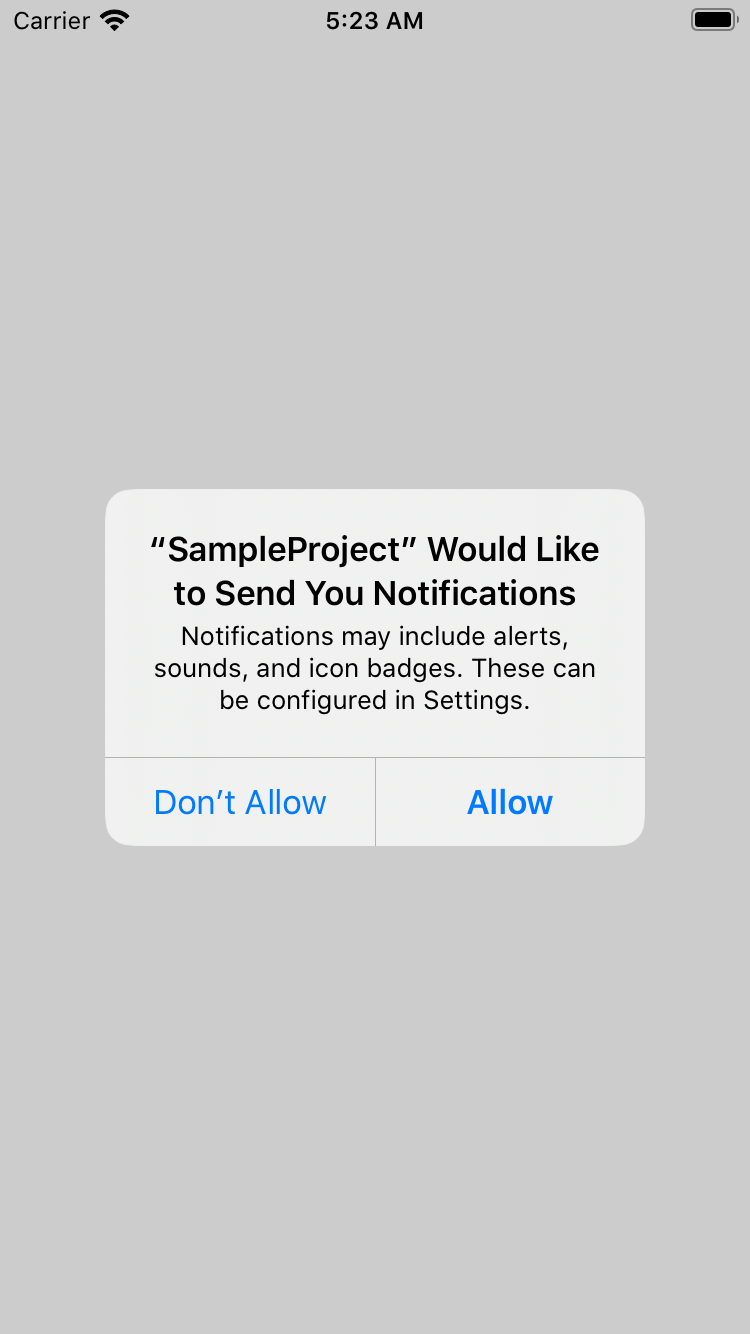 Carrier
5:23 AM
“SampleProject” Would Like
to Send You Notifications
Notifications may include alerts,
sounds, and icon badges. These can
be configured in Settings.
Don’t Allow
Allow